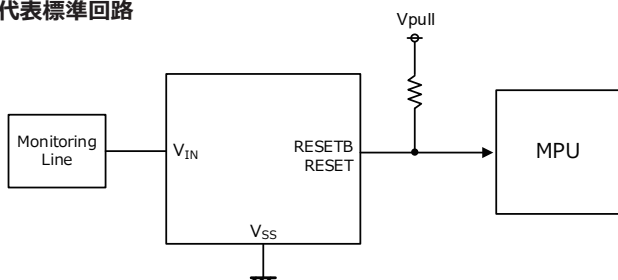 代表標準回路
Vpull
Monitoring
Line
VIN
RESETB
RESET
MPU
VSS